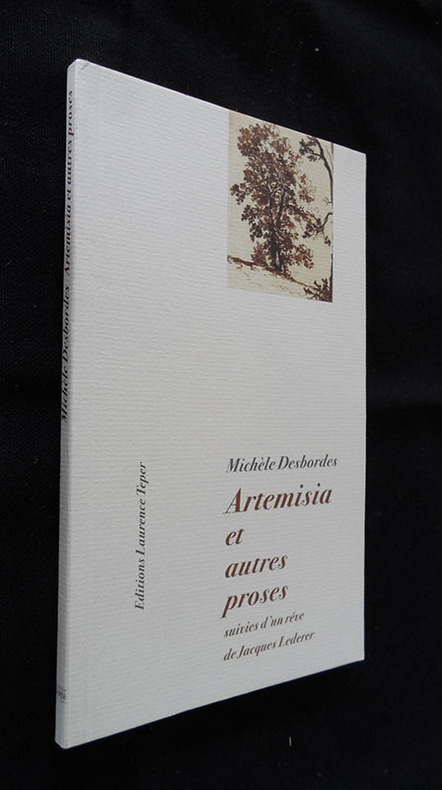 Michèle Desbordes Artemisia et autres proses
Editions Laurence Teper
Michèle Desbordes
Artemisia
et
autres
proses
suivies d'un rêve
de Jacques Lederer